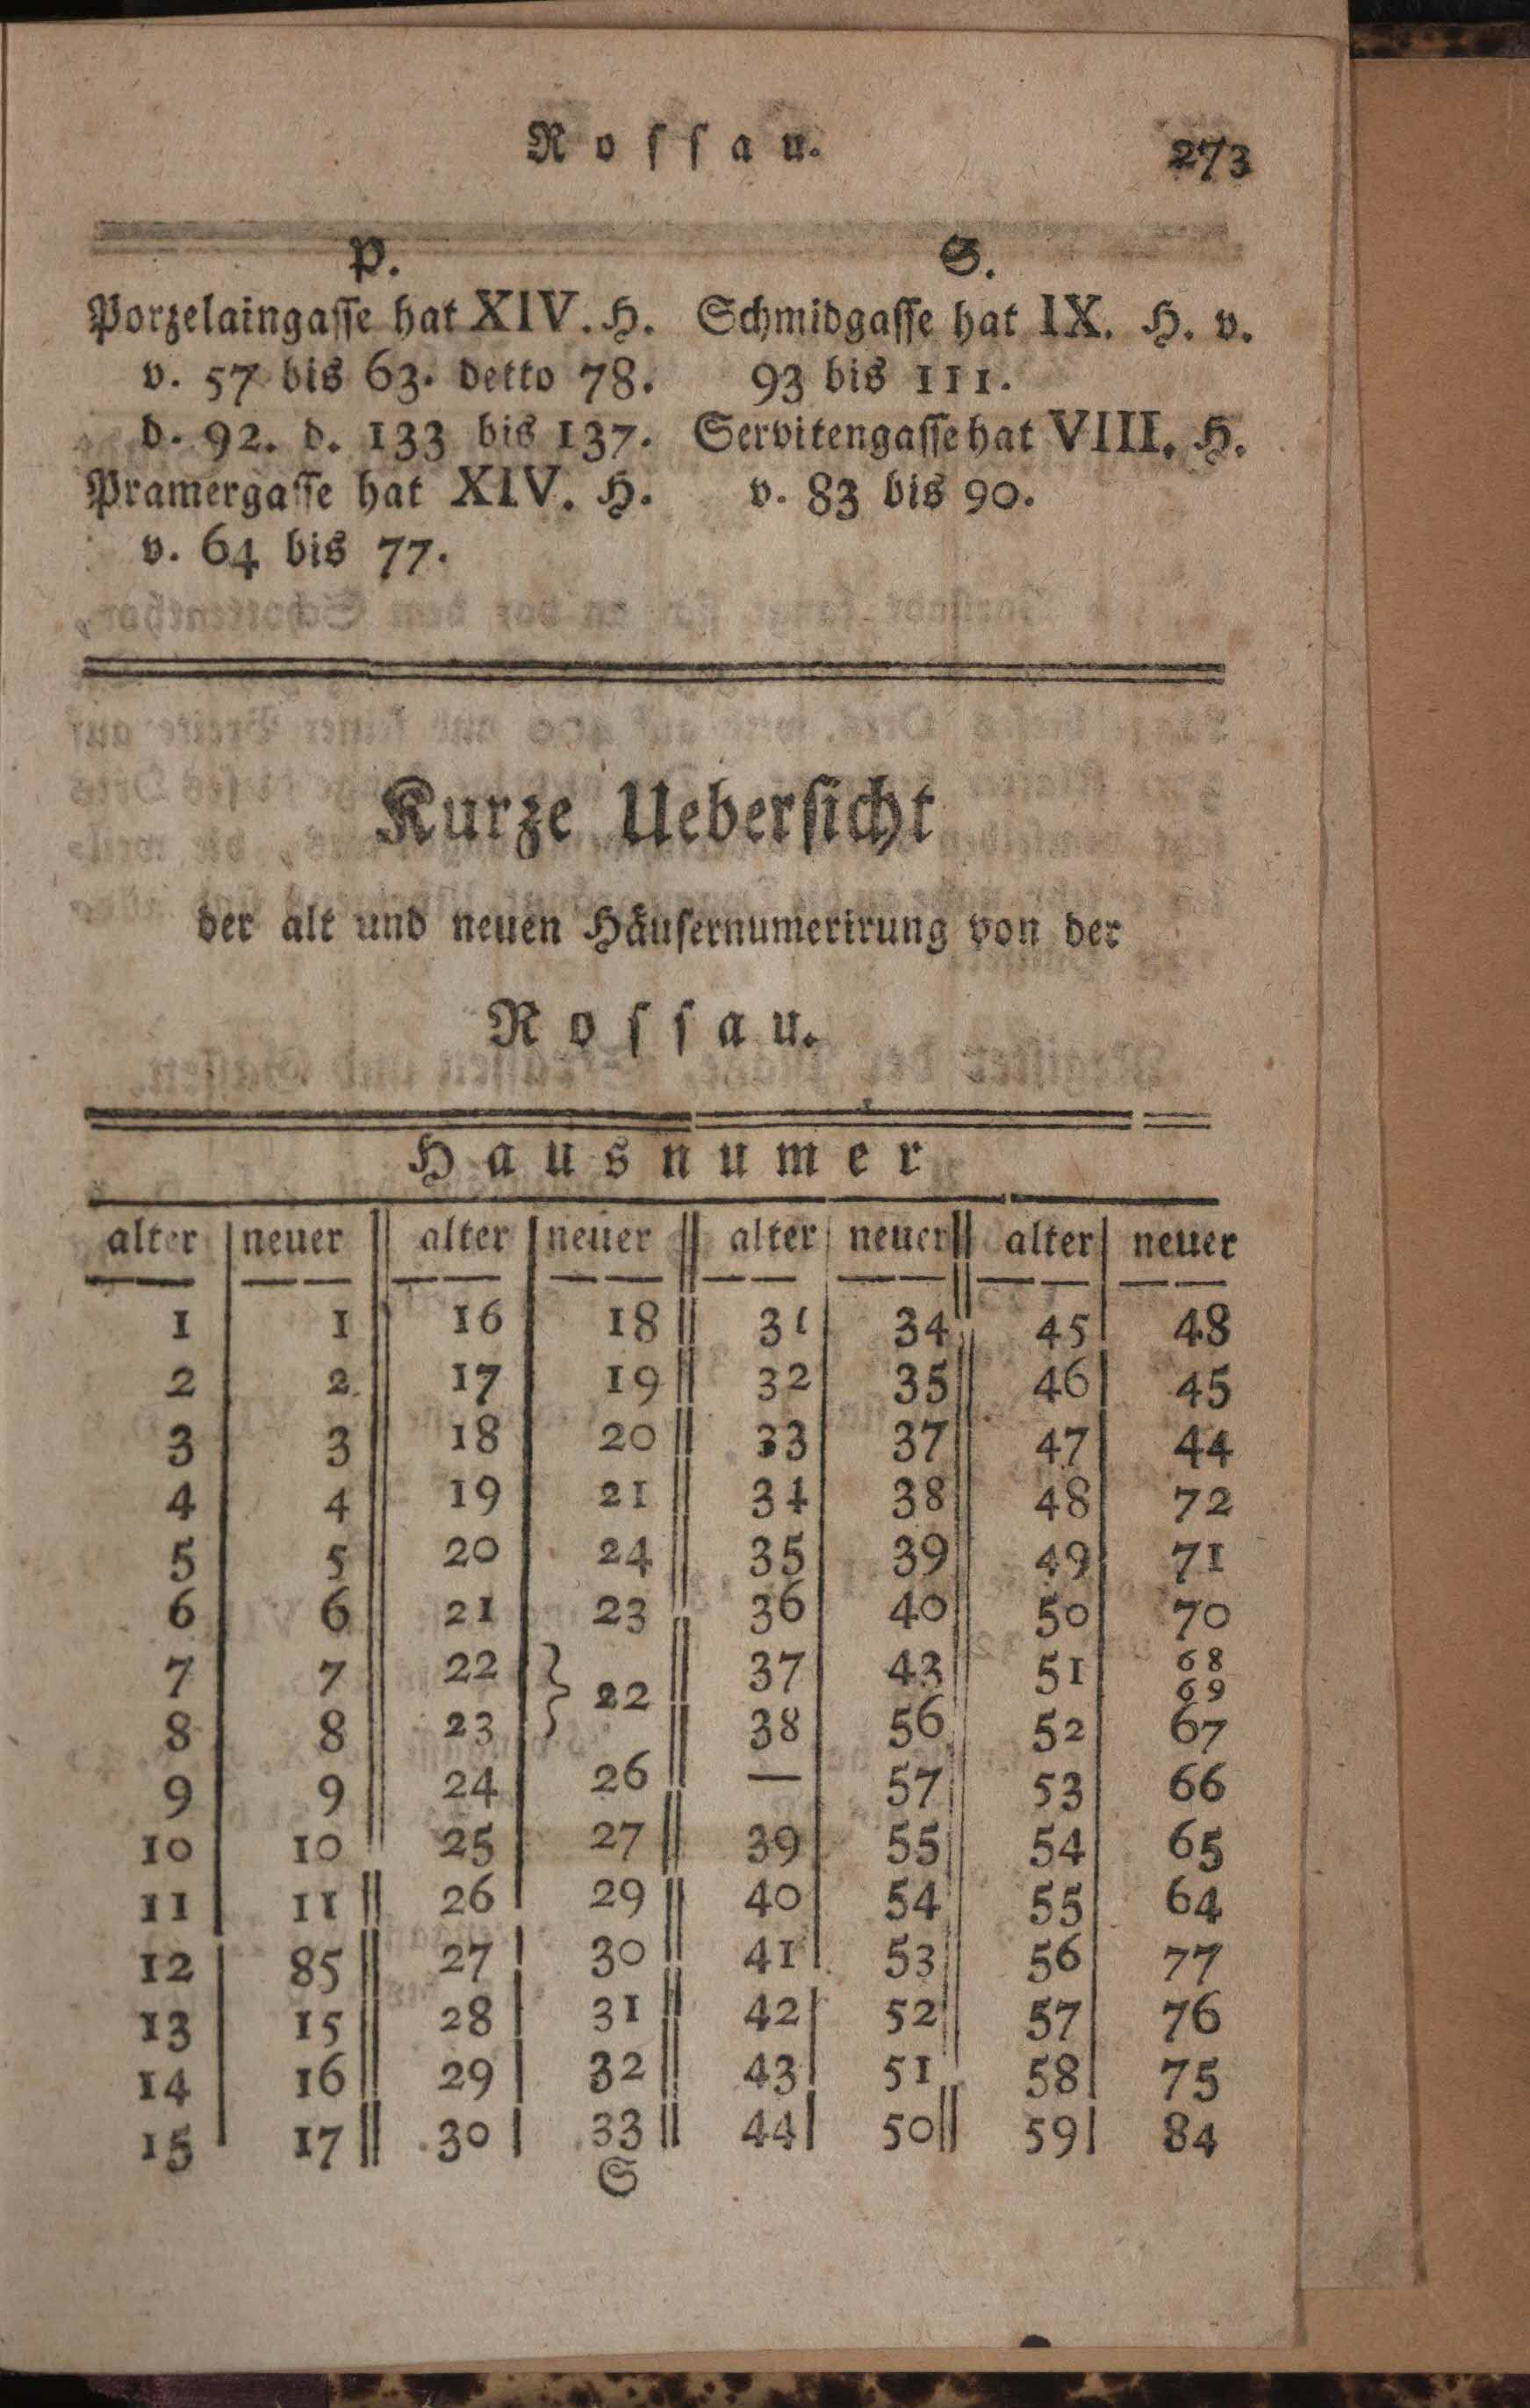 Rossau.
273
P.
Porzelaingasse hat XIV. H.
v. 57 bis 63. detto 78.
d. 92. d. 133 bis 137.
Pramergasse hat XIV. H.
v. 64 bis 77.
S.
Schmidgasse hat IX. H. v.
93 bis 111.
Servitengasse hat VIII. H.
v. 83 bis 90.
Kurze Uebersicht
der alt und neuen Häusernumerirung von der
Rossau.
Hausnumer
alter | neuer || alter | neuer || alter | neuer || alter | neuer
1 | 1 || 16 | 18 || 31 | 34 || 45 | 48
2 | 2 || 17 | 19 || 32 | 35 || 46 | 45
3 | 3 || 18 | 20 || 33 | 37 || 47 | 44
4 | 4 || 19 | 21 || 34 | 38 || 48 | 72
5 | 5 || 20 | 24 || 35 | 39 || 49 | 71
6 | 6 || 21 | 23 || 36 | 40 || 50 | 70
7 | 7 || 22 | } 22 || 37 | 43 || 51 | 68 69
8 | 8 || 23 | || 38 | 56 || 52 | 67
9 | 9 || 24 | 26 || — | 57 || 53 | 66
10 | 10 || 25 | 27 || 39 | 55 || 54 | 65
11 | 11 || 26 | 29 || 40 | 54 || 55 | 64
12 | 85 || 27 | 30 || 41 | 53 || 56 | 77
13 | 15 || 28 | 31 || 42 | 52 || 57 | 76
14 | 16 || 29 | 32 || 43 | 51 || 58 | 75
15 | 17 || 30 | 33 || 44 | 50 || 59 | 84
S